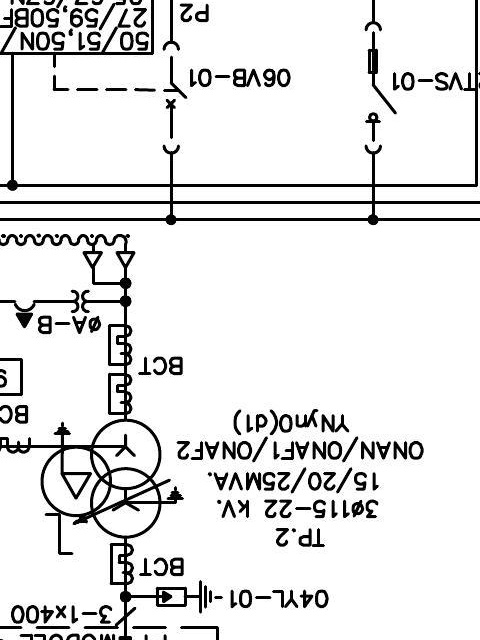 MODULE
3-1x400
04YL-01
BCT
TP.2
3ø115-22 kV.
15/20/25MVA.
ONAN/ONAF1/ONAF2
YNyn0(d1)
BC
BCT
øA-B
TVS-01
06VB-01
50/51,50N/
27/59,50BF
P2